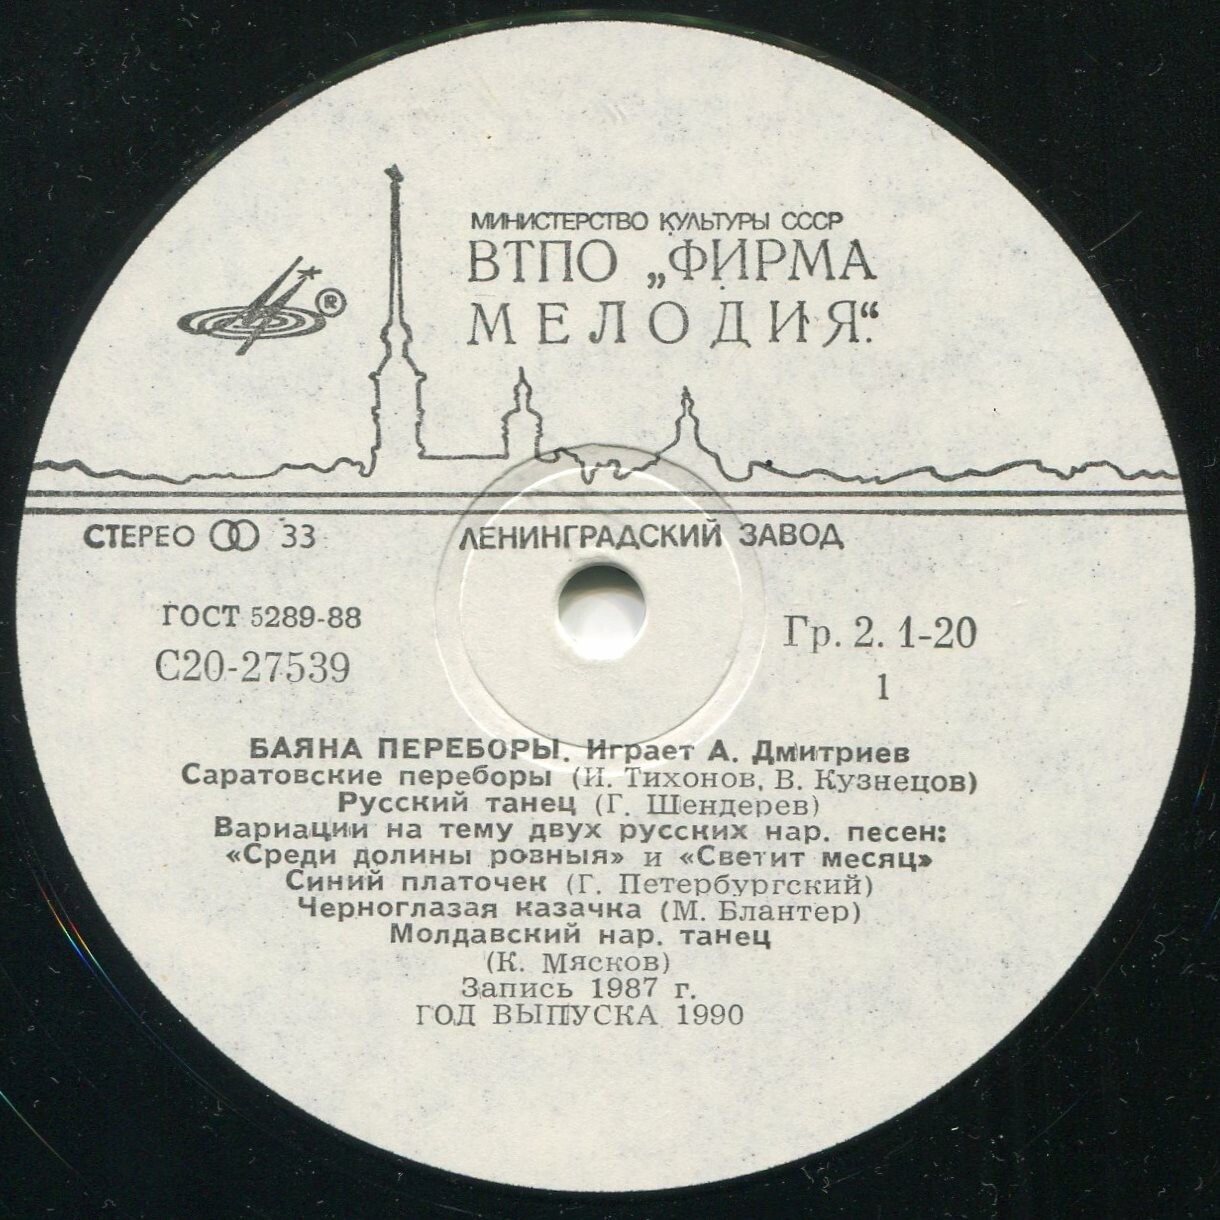 МИНИСТЕРСТВО КУЛЬТУРЫ СССР
ВТПО „ФИРМА
МЕЛОДИЯ“.
®
СТЕРЕО 33
ЛЕНИНГРАДСКИЙ ЗАВОД
ГОСТ 5289-88
С20-27539
Гр. 2. 1-20
1
БАЯНА ПЕРЕБОРЫ. Играет А. Дмитриев
Саратовские переборы (И. Тихонов, В. Кузнецов)
Русский танец (Г. Шендерев)
Вариации на тему двух русских нар. песен:
«Среди долины ровныя» и «Светит месяц»
Синий платочек (Г. Петербургский)
Черноглазая казачка (М. Блантер)
Молдавский нар. танец
(К. Мясков)
Запись 1987 г.
ГОД ВЫПУСКА 1990